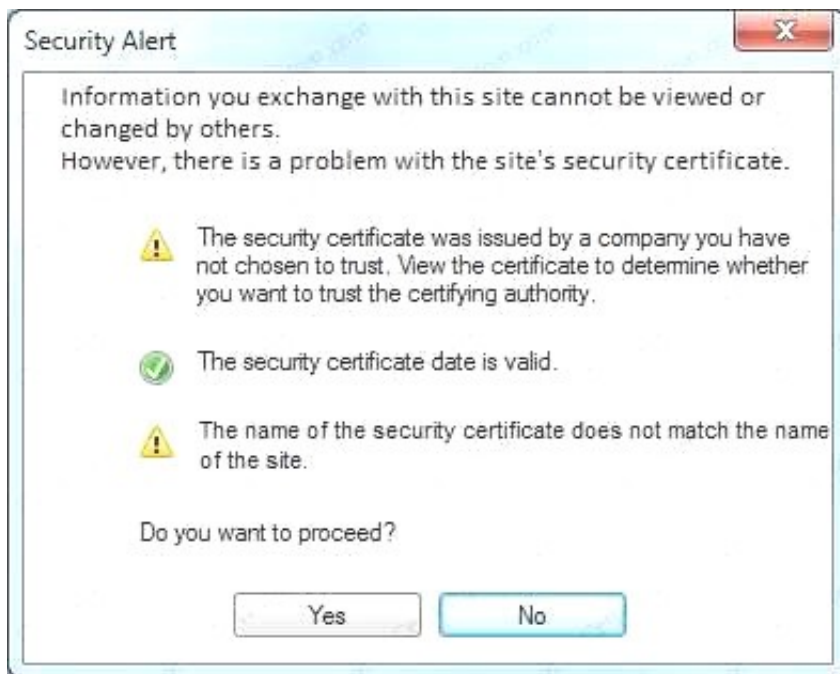 Security Alert
Information you exchange with this site cannot be viewed or
changed by others.
However, there is a problem with the site's security certificate.
The security certificate was issued by a company you have
not chosen to trust. View the certificate to determine whether
you want to trust the certifying authority.
The security certificate date is valid.
The name of the security certificate does not match the name
of the site.
Do you want to proceed?
Yes
No